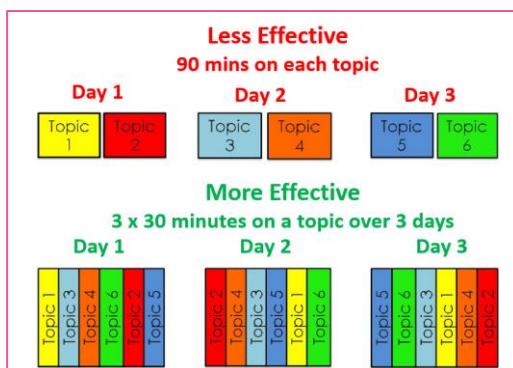 Less Effective
90 mins on each topic
Day 1
Day 2
Day 3
Topic
1
Topic
2
Topic
3
Topic
4
Topic
5
Topic
6
More Effective
3 x 30 minutes on a topic over 3 days
Day 1
Day 2
Day 3
Topic 1
Topic 3
Topic 4
Topic 6
Topic 2
Topic 5
Topic 2
Topic 4
Topic 3
Topic 5
Topic 1
Topic 6
Topic 5
Topic 6
Topic 3
Topic 1
Topic 4
Topic 2